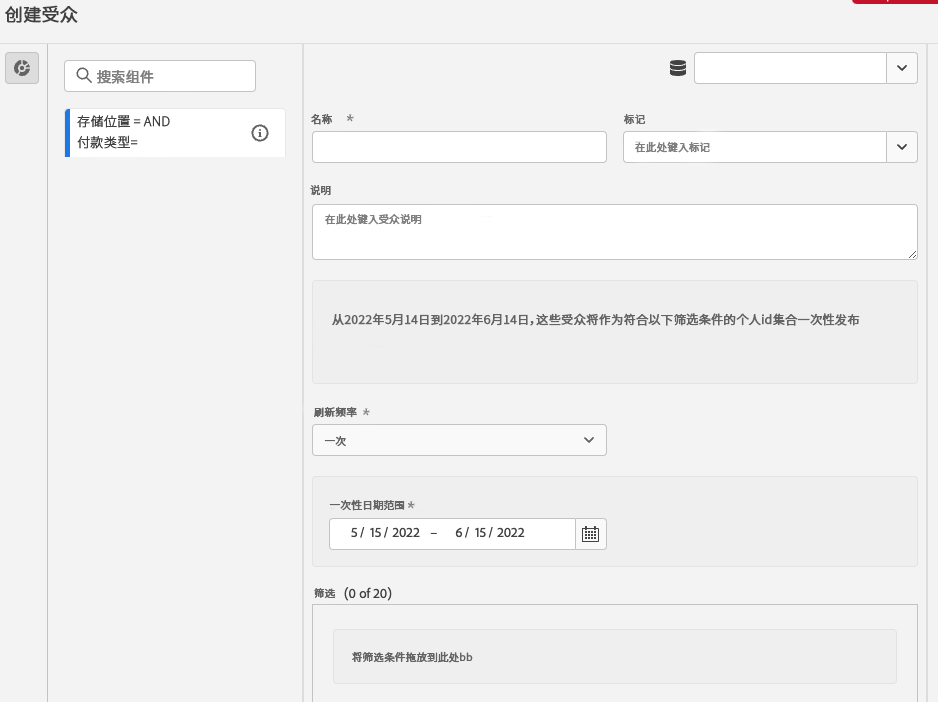 创建受众
搜索组件
存储位置 = AND
付款类型=
名称 *
标记
在此处键入标记
说明
在此处键入受众说明
从2022年5月14日到2022年6月14日，这些受众将作为符合以下筛选条件的个人id集合一次性发布
刷新频率 *
一次
一次性日期范围 *
5 / 15 / 2022 – 6 / 15 / 2022
筛选 (0 of 20)
将筛选条件拖放到此处bb